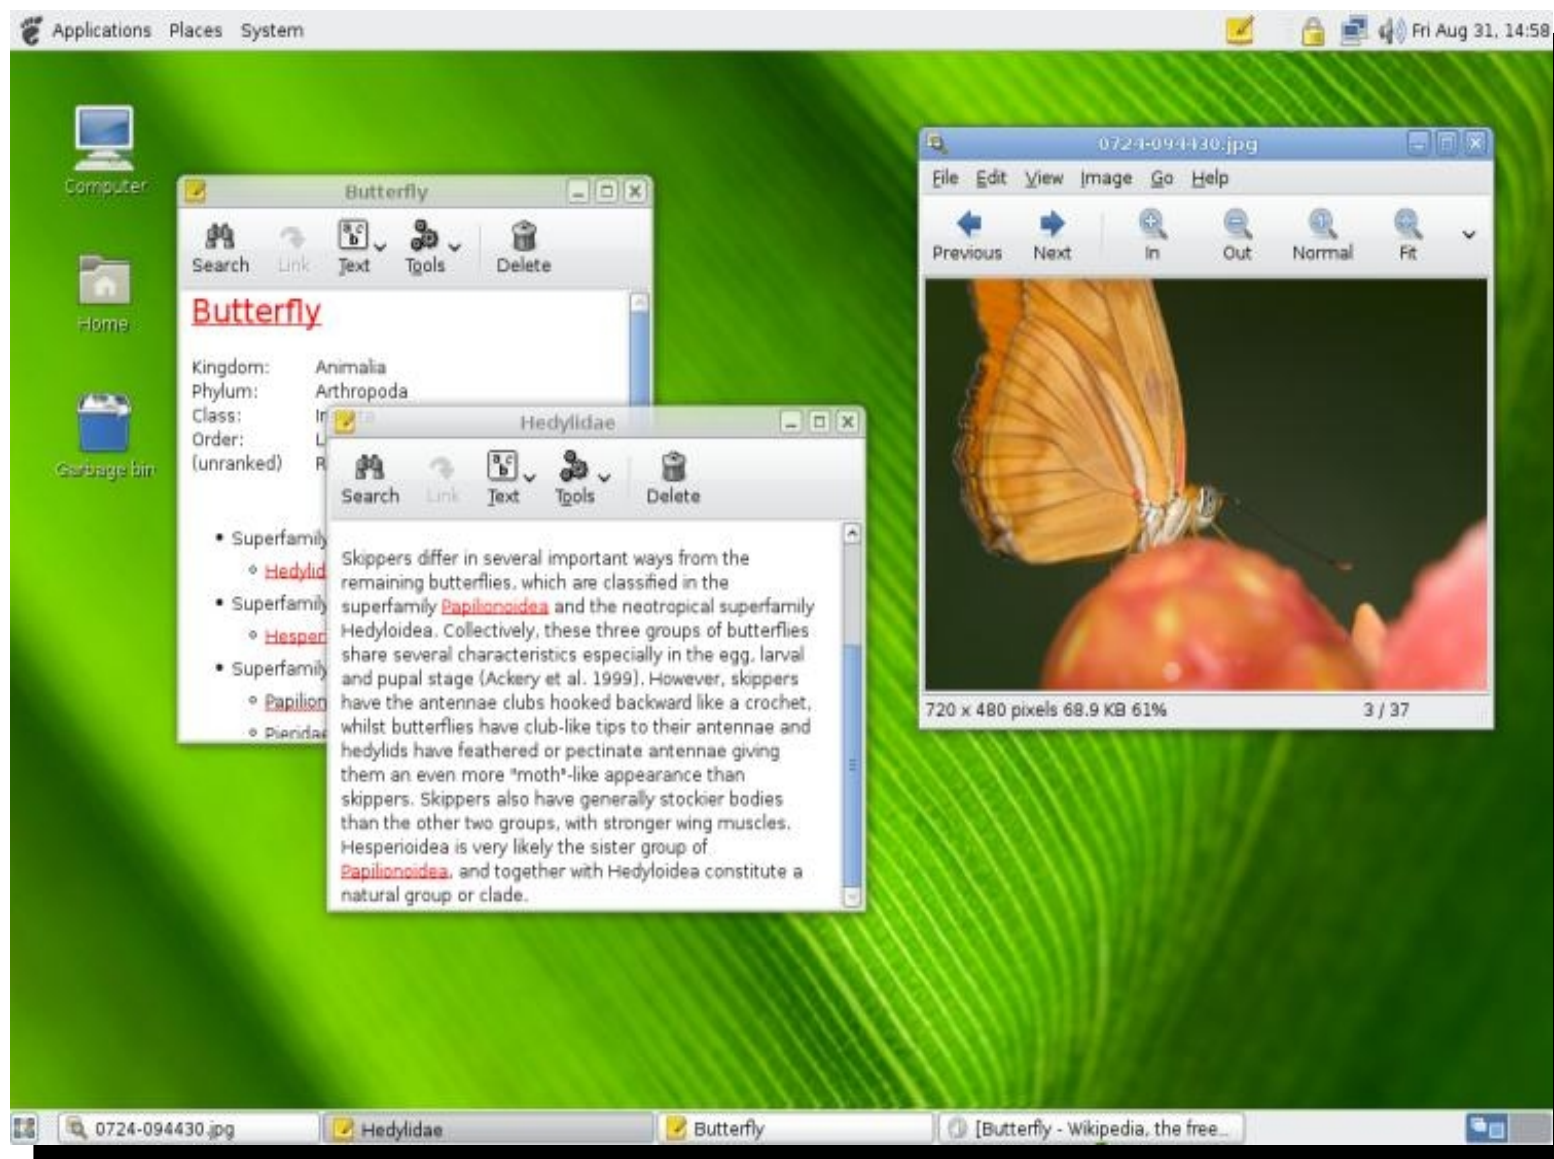 Applications Places System
Fri Aug 31, 14:58
Computer
Home
Garbage bin
Butterfly
Search Link Text Tools Delete
Butterfly
Kingdom: Animalia
Phylum: Arthropoda
Class:
Order:
(unranked)
• Superfamily
Hedylid
• Superfamily
Hesper
• Superfamily
Papilion
Pieridae
Hedylidae
Search Link Text Tools Delete
Skippers differ in several important ways from the
remaining butterflies, which are classified in the
superfamily Papilionoidea and the neotropical superfamily
Hedyloidea. Collectively, these three groups of butterflies
share several characteristics especially in the egg, larval
and pupal stage (Ackery et al. 1999). However, skippers
have the antennae clubs hooked backward like a crochet,
whilst butterflies have club-like tips to their antennae and
hedylids have feathered or pectinate antennae giving
them an even more "moth"-like appearance than
skippers. Skippers also have generally stockier bodies
than the other two groups, with stronger wing muscles.
Hesperioidea is very likely the sister group of
Papilionoidea, and together with Hedyloidea constitute a
natural group or clade.
0724-094430.jpg
File Edit View Image Go Help
Previous Next In Out Normal Fit
720 x 480 pixels 68.9 KB 61% 3 / 37
0724-094430.jpg
Hedylidae
Butterfly
[Butterfly - Wikipedia, the free...